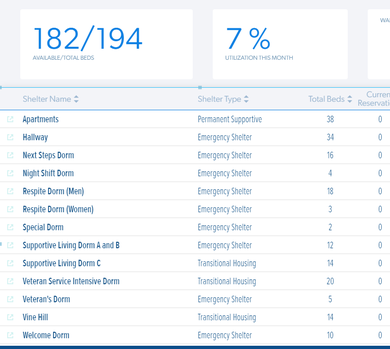 182/194
AVAILABLE/TOTAL BEDS
7 %
UTILIZATION THIS MONTH
WA
Shelter Name Shelter Type Total Beds Curren
Reservati
Apartments Permanent Supportive 38 0
Hallway Emergency Shelter 34 0
Next Steps Dorm Emergency Shelter 16 0
Night Shift Dorm Emergency Shelter 4 0
Respite Dorm (Men) Emergency Shelter 18 0
Respite Dorm (Women) Emergency Shelter 3 0
Special Dorm Emergency Shelter 2 0
Supportive Living Dorm A and B Emergency Shelter 12 0
Supportive Living Dorm C Transitional Housing 14 0
Veteran Service Intensive Dorm Transitional Housing 20 0
Veteran's Dorm Emergency Shelter 5 0
Vine Hill Transitional Housing 14 0
Welcome Dorm Emergency Shelter 10 0